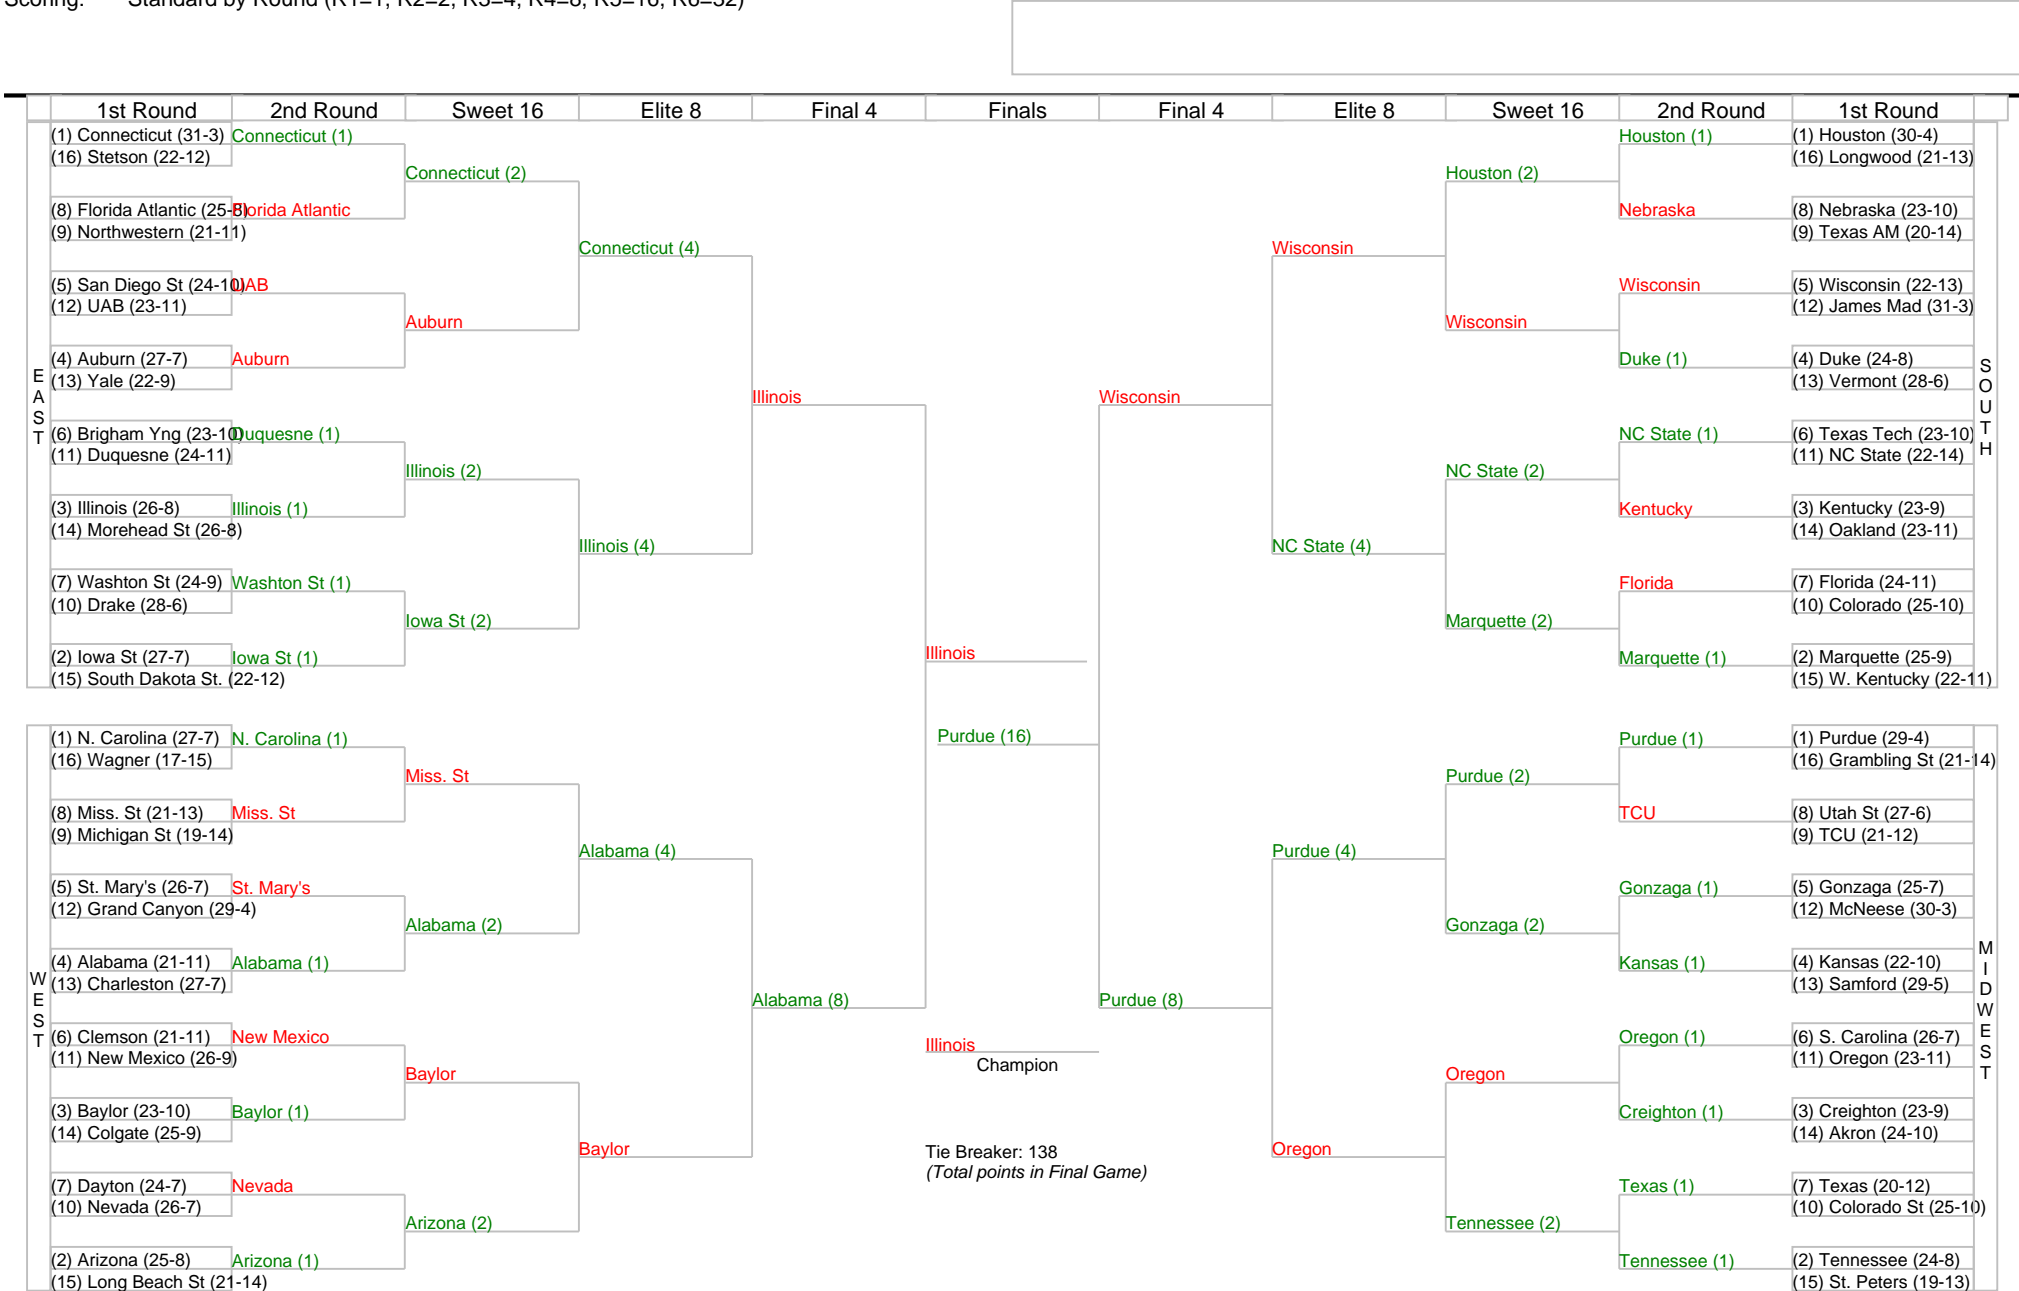 Scoring: Standard by Round (R1=1, R2=2, R3=4, R4=8, R5=16, R6=32)
1st Round 2nd Round Sweet 16 Elite 8 Final 4 Finals Final 4 Elite 8 Sweet 16 2nd Round 1st Round
EAST
(1) Connecticut (31-3)
(16) Stetson (22-12)
(8) Florida Atlantic (25-8)
(9) Northwestern (21-11)
(5) San Diego St (24-10)
(12) UAB (23-11)
(4) Auburn (27-7)
(13) Yale (22-9)
(6) Brigham Yng (23-10)
(11) Duquesne (24-11)
(3) Illinois (26-8)
(14) Morehead St (26-8)
(7) Washton St (24-9)
(10) Drake (28-6)
(2) Iowa St (27-7)
(15) South Dakota St. (22-12)
Connecticut (1)
Florida Atlantic
UAB
Auburn
Duquesne (1)
Illinois (1)
Washton St (1)
Iowa St (1)
Connecticut (2)
Auburn
Illinois (2)
Iowa St (2)
Connecticut (4)
Illinois (4)
Illinois
WEST
(1) N. Carolina (27-7)
(16) Wagner (17-15)
(8) Miss. St (21-13)
(9) Michigan St (19-14)
(5) St. Mary's (26-7)
(12) Grand Canyon (29-4)
(4) Alabama (21-11)
(13) Charleston (27-7)
(6) Clemson (21-11)
(11) New Mexico (26-9)
(3) Baylor (23-10)
(14) Colgate (25-9)
(7) Dayton (24-7)
(10) Nevada (26-7)
(2) Arizona (25-8)
(15) Long Beach St (21-14)
N. Carolina (1)
Miss. St
St. Mary's
Alabama (1)
New Mexico
Baylor (1)
Nevada
Arizona (1)
Miss. St
Alabama (2)
Baylor
Arizona (2)
Alabama (4)
Baylor
Alabama (8)
Illinois
Purdue (16)
Illinois
Champion
Tie Breaker: 138
(Total points in Final Game)
Wisconsin
Purdue (8)
Wisconsin
NC State (4)
Houston (2)
Wisconsin
NC State (2)
Marquette (2)
Houston (1)
Nebraska
Wisconsin
Duke (1)
NC State (1)
Kentucky
Florida
Marquette (1)
(1) Houston (30-4)
(16) Longwood (21-13)
(8) Nebraska (23-10)
(9) Texas AM (20-14)
(5) Wisconsin (22-13)
(12) James Mad (31-3)
(4) Duke (24-8)
(13) Vermont (28-6)
(6) Texas Tech (23-10)
(11) NC State (22-14)
(3) Kentucky (23-9)
(14) Oakland (23-11)
(7) Florida (24-11)
(10) Colorado (25-10)
(2) Marquette (25-9)
(15) W. Kentucky (22-11)
SOUTH
Purdue (4)
Oregon
Purdue (2)
Gonzaga (2)
Oregon
Tennessee (2)
Purdue (1)
TCU
Gonzaga (1)
Kansas (1)
Oregon (1)
Creighton (1)
Texas (1)
Tennessee (1)
(1) Purdue (29-4)
(16) Grambling St (21-14)
(8) Utah St (27-6)
(9) TCU (21-12)
(5) Gonzaga (25-7)
(12) McNeese (30-3)
(4) Kansas (22-10)
(13) Samford (29-5)
(6) S. Carolina (26-7)
(11) Oregon (23-11)
(3) Creighton (23-9)
(14) Akron (24-10)
(7) Texas (20-12)
(10) Colorado St (25-10)
(2) Tennessee (24-8)
(15) St. Peters (19-13)
MIDWEST